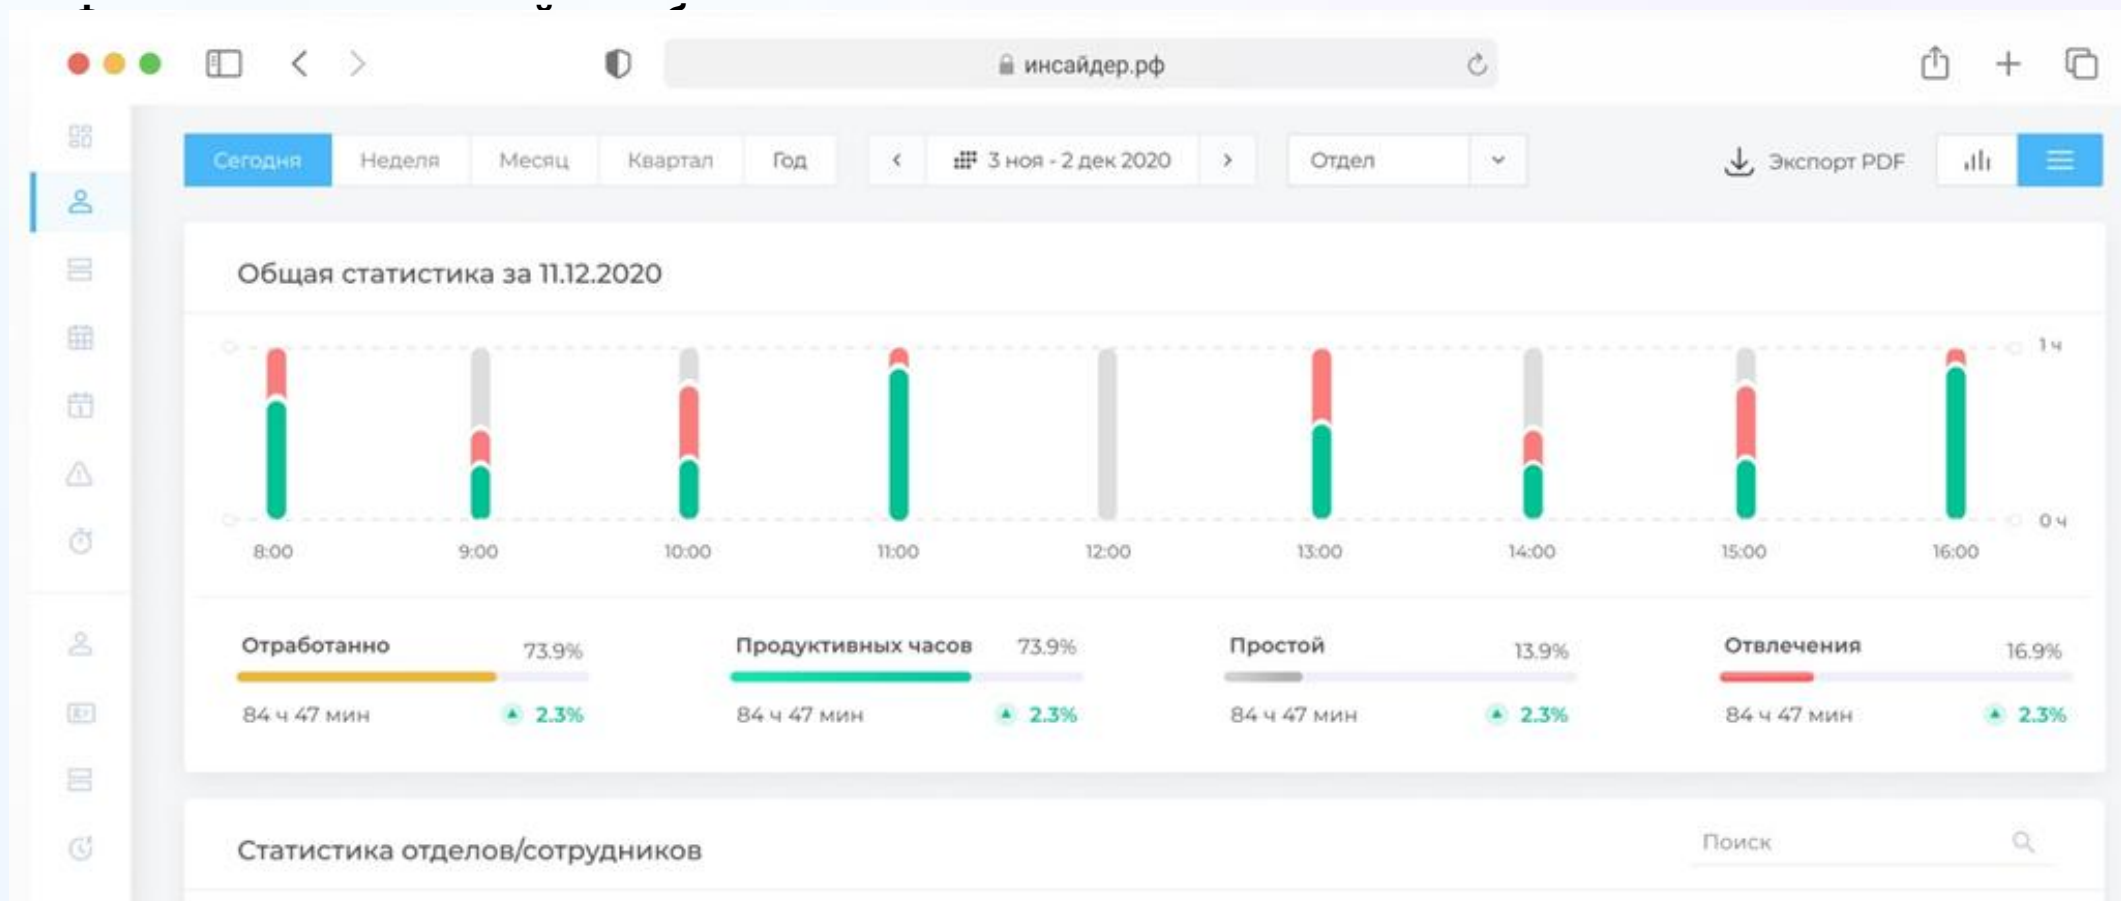 инсайдер.рф
Сегодня Неделя Месяц Квартал Год 3 ноя - 2 дек 2020 Отдел Экспорт PDF
Общая статистика за 11.12.2020
1 ч
0 ч
8:00 9:00 10:00 11:00 12:00 13:00 14:00 15:00 16:00
Отработанно 73.9% Продуктивных часов 73.9% Простой 13.9% Отвлечения 16.9%
84 ч 47 мин 2.3% 84 ч 47 мин 2.3% 84 ч 47 мин 2.3% 84 ч 47 мин 2.3%
Статистика отделов/сотрудников Поиск